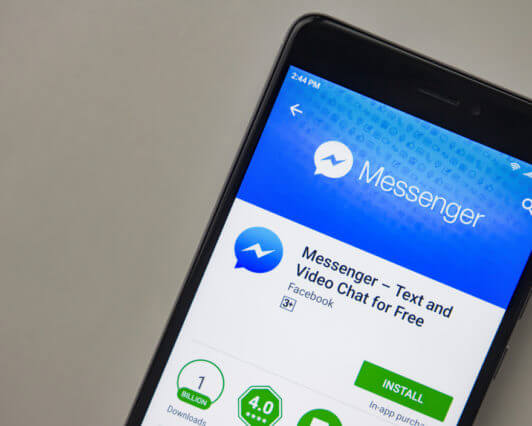 2:44 PM
Messenger
Messenger – Text and
Video Chat for Free
Facebook
3+
INSTALL
In-app purch
1
BILLION
Downloads
4.0